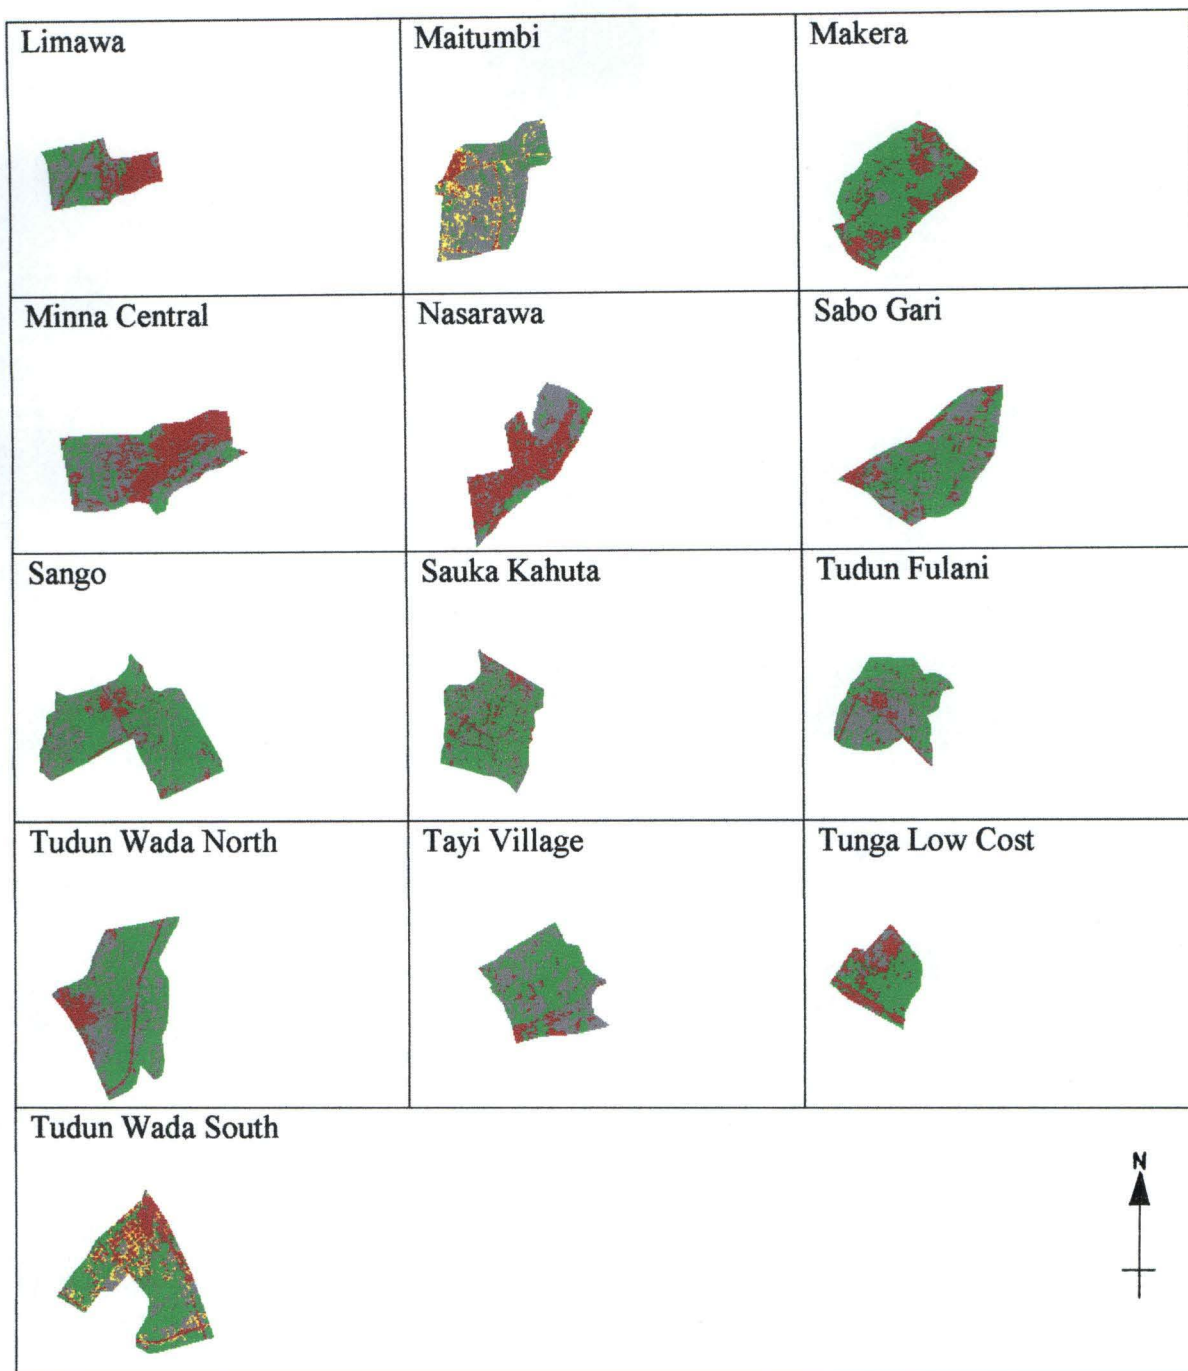 Limawa
Maitumbi
Makera
Minna Central
Nasarawa
Sabo Gari
Sango
Sauka Kahuta
Tudun Fulani
Tudun Wada North
Tayi Village
Tunga Low Cost
Tudun Wada South
N